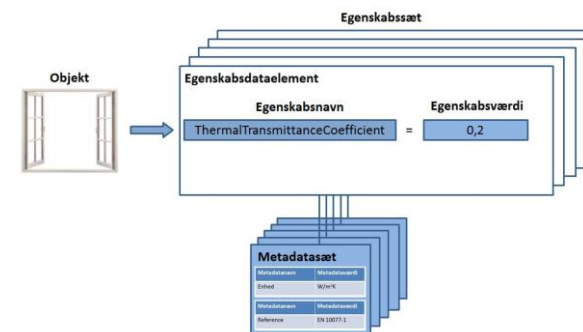 Egenskabssæt
Objekt
Egenskabsdataelement
Egenskabsnavn
Egenskabsværdi
ThermalTransmittanceCoefficient = 0,2
Metadatasæt
Metadatanavn Metadataværdi
Enhed W/m²K
Metadatanavn Metadataværdi
Reference EN 10077-1